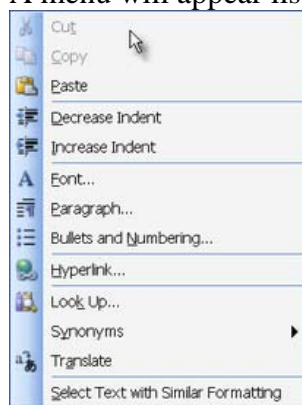 A menu will appear lis
Cut
Copy
Paste
Decrease Indent
Increase Indent
Font...
Paragraph...
Bullets and Numbering...
Hyperlink...
Look Up...
Synonyms
Translate
Select Text with Similar Formatting